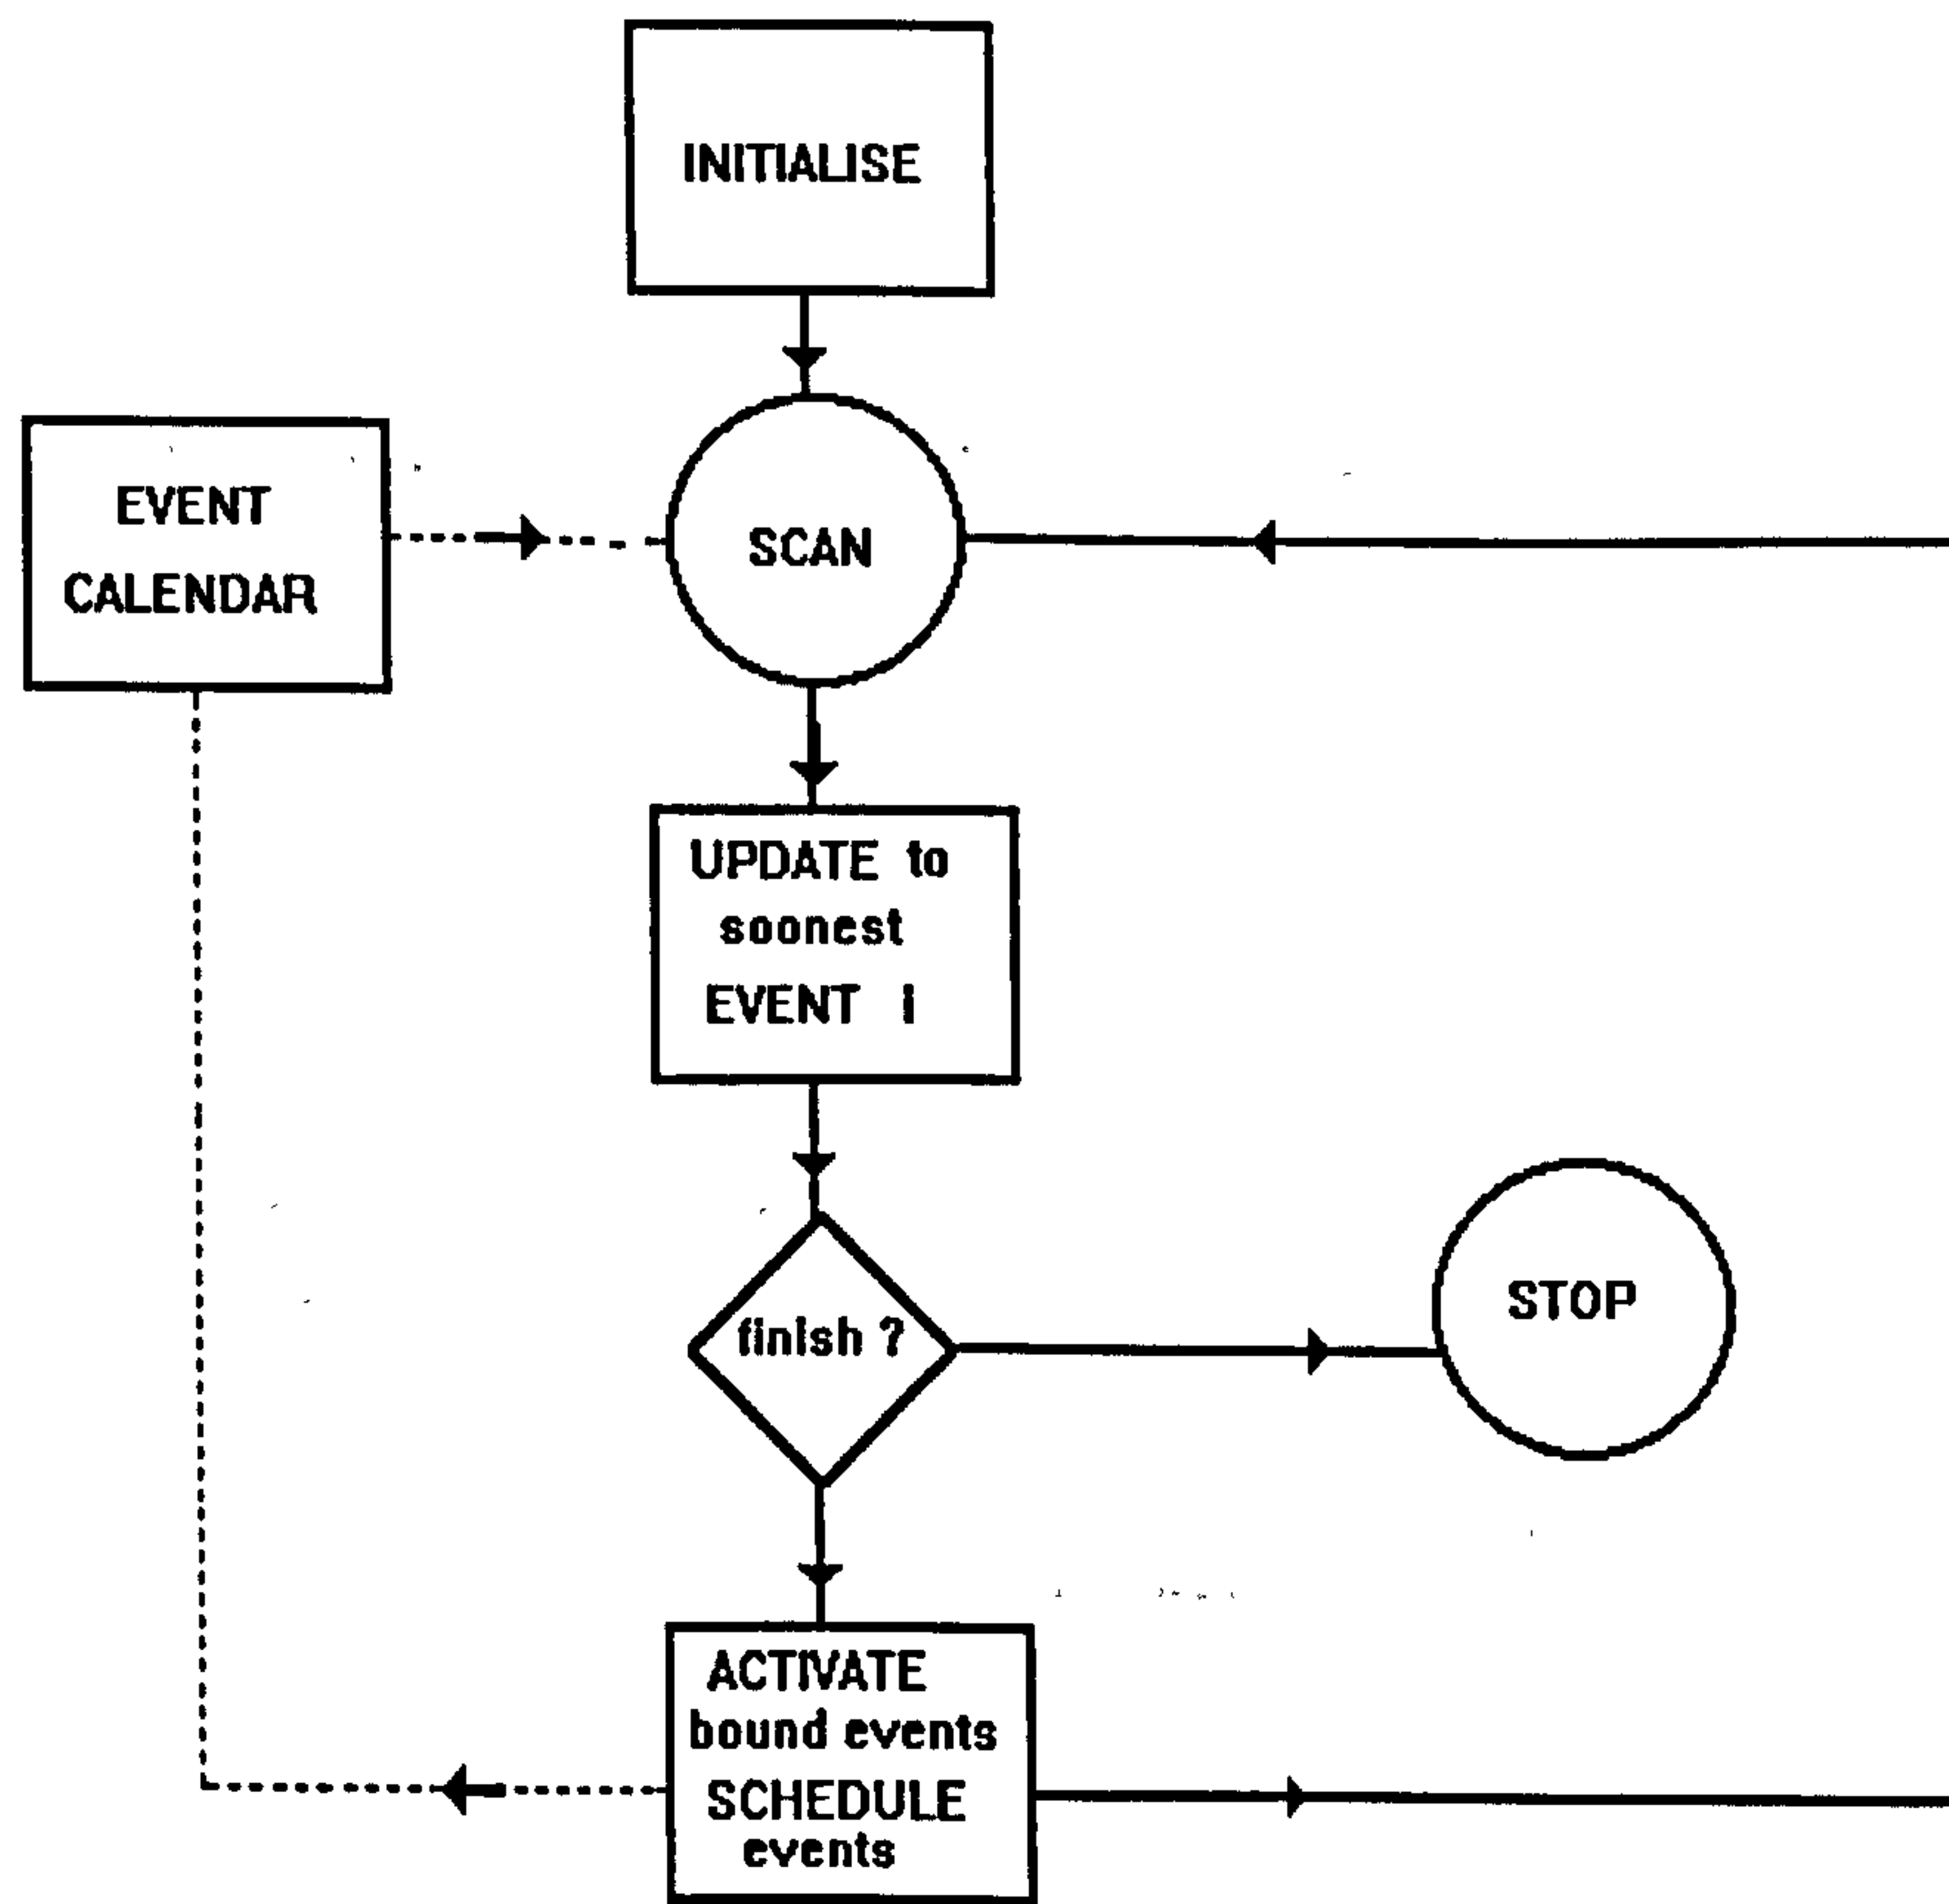 INITIALISE
EVENT
CALENDAR
SCAN
UPDATE to
soonest
EVENT i
finish ?
STOP
ACTIVATE
bound events
SCHEDULE
events